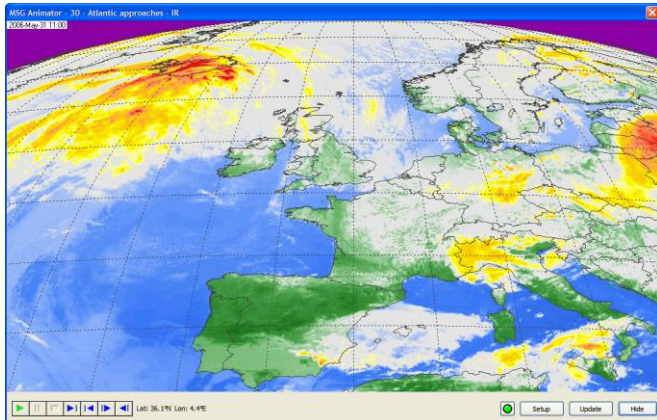 MSG Animator - 30 - Atlantic approaches - IR
2006-May-31 11:00
Lat: 36.1°N Lon: 4.4°E
Setup
Update
Hide